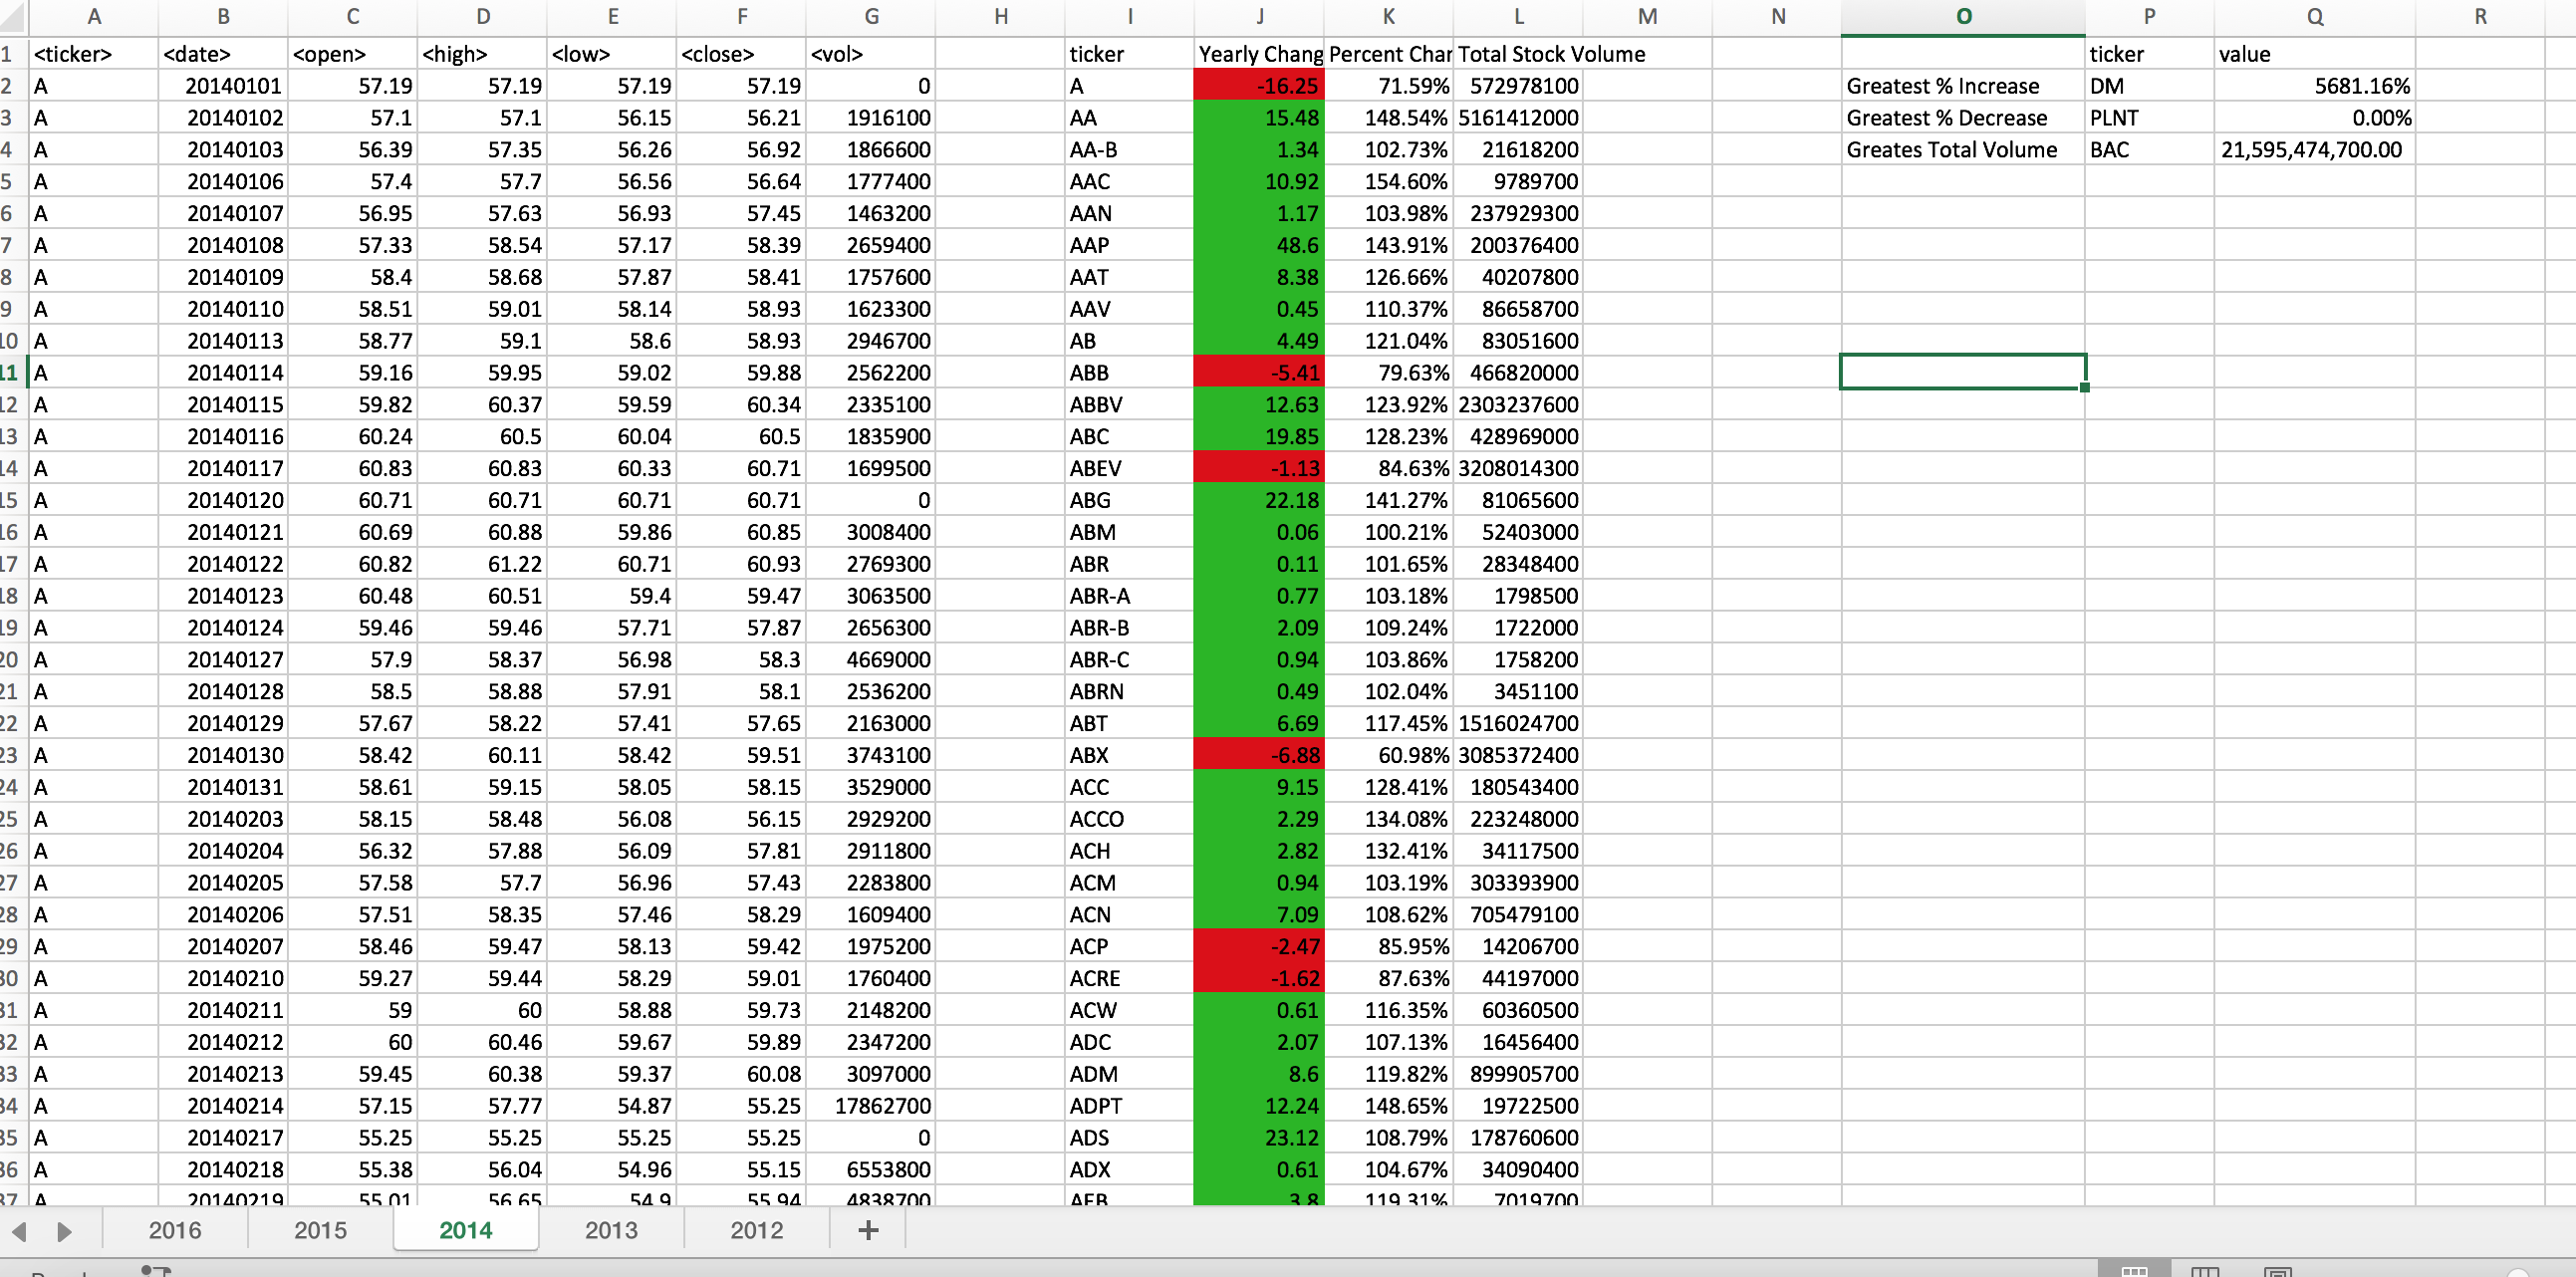 A B C D E F G H I J K L M N O P Q R
1 <ticker> <date> <open> <high> <low> <close> <vol> ticker Yearly Chang Percent Char Total Stock Volume ticker value
2 A 20140101 57.19 57.19 57.19 57.19 0 A -16.25 71.59% 572978100 Greatest % Increase DM 5681.16%
3 A 20140102 57.1 57.1 56.15 56.21 1916100 AA 15.48 148.54% 5161412000 Greatest % Decrease PLNT 0.00%
4 A 20140103 56.39 57.35 56.26 56.92 1866600 AA-B 1.34 102.73% 21618200 Greates Total Volume BAC 21,595,474,700.00
5 A 20140106 57.4 57.7 56.56 56.64 1777400 AAC 10.92 154.60% 9789700
6 A 20140107 56.95 57.63 56.93 57.45 1463200 AAN 1.17 103.98% 237929300
7 A 20140108 57.33 58.54 57.17 58.39 2659400 AAP 48.6 143.91% 200376400
8 A 20140109 58.4 58.68 57.87 58.41 1757600 AAT 8.38 126.66% 40207800
9 A 20140110 58.51 59.01 58.14 58.93 1623300 AAV 0.45 110.37% 86658700
10 A 20140113 58.77 59.1 58.6 58.93 2946700 AB 4.49 121.04% 83051600
11 A 20140114 59.16 59.95 59.02 59.88 2562200 ABB -5.41 79.63% 466820000
12 A 20140115 59.82 60.37 59.59 60.34 2335100 ABBV 12.63 123.92% 2303237600
13 A 20140116 60.24 60.5 60.04 60.5 1835900 ABC 19.85 128.23% 428969000
14 A 20140117 60.83 60.83 60.33 60.71 1699500 ABEV -1.13 84.63% 3208014300
15 A 20140120 60.71 60.71 60.71 60.71 0 ABG 22.18 141.27% 81065600
16 A 20140121 60.69 60.88 59.86 60.85 3008400 ABM 0.06 100.21% 52403000
17 A 20140122 60.82 61.22 60.71 60.93 2769300 ABR 0.11 101.65% 28348400
18 A 20140123 60.48 60.51 59.4 59.47 3063500 ABR-A 0.77 103.18% 1798500
19 A 20140124 59.46 59.46 57.71 57.87 2656300 ABR-B 2.09 109.24% 1722000
20 A 20140127 57.9 58.37 56.98 58.3 4669000 ABR-C 0.94 103.86% 1758200
21 A 20140128 58.5 58.88 57.91 58.1 2536200 ABRN 0.49 102.04% 3451100
22 A 20140129 57.67 58.22 57.41 57.65 2163000 ABT 6.69 117.45% 1516024700
23 A 20140130 58.42 60.11 58.42 59.51 3743100 ABX -6.88 60.98% 3085372400
24 A 20140131 58.61 59.15 58.05 58.15 3529000 ACC 9.15 128.41% 180543400
25 A 20140203 58.15 58.48 56.08 56.15 2929200 ACCO 2.29 134.08% 223248000
26 A 20140204 56.32 57.88 56.09 57.81 2911800 ACH 2.82 132.41% 34117500
27 A 20140205 57.58 57.7 56.96 57.43 2283800 ACM 0.94 103.19% 303393900
28 A 20140206 57.51 58.35 57.46 58.29 1609400 ACN 7.09 108.62% 705479100
29 A 20140207 58.46 59.47 58.13 59.42 1975200 ACP -2.47 85.95% 14206700
30 A 20140210 59.27 59.44 58.29 59.01 1760400 ACRE -1.62 87.63% 44197000
31 A 20140211 59 60 58.88 59.73 2148200 ACW 0.61 116.35% 60360500
32 A 20140212 60 60.46 59.67 59.89 2347200 ADC 2.07 107.13% 16456400
33 A 20140213 59.45 60.38 59.37 60.08 3097000 ADM 8.6 119.82% 899905700
34 A 20140214 57.15 57.77 54.87 55.25 17862700 ADPT 12.24 148.65% 19722500
35 A 20140217 55.25 55.25 55.25 55.25 0 ADS 23.12 108.79% 178760600
36 A 20140218 55.38 56.04 54.96 55.15 6553800 ADX 0.61 104.67% 34090400
37 A 20140219 55.01 56.65 54.9 55.94 4838700 AEB 3.8 119.31% 7019700
2016 2015 2014 2013 2012 +